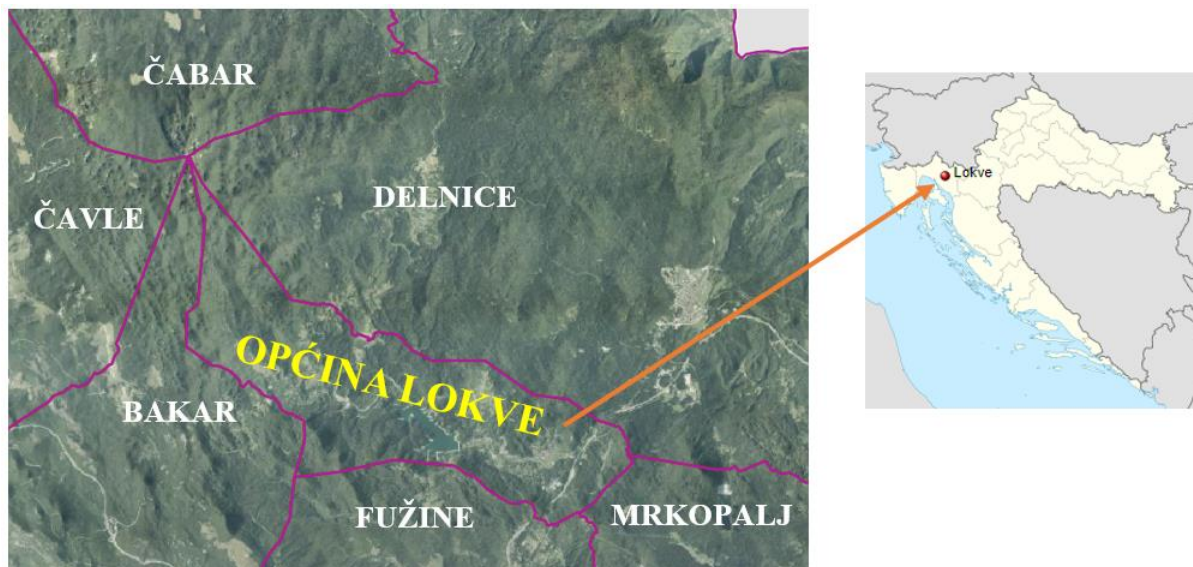 ČABAR
Lokve
DELNICE
ČAVLE
OPĆINA LOKVE
BAKAR
FUŽINE
MRKOPALJ